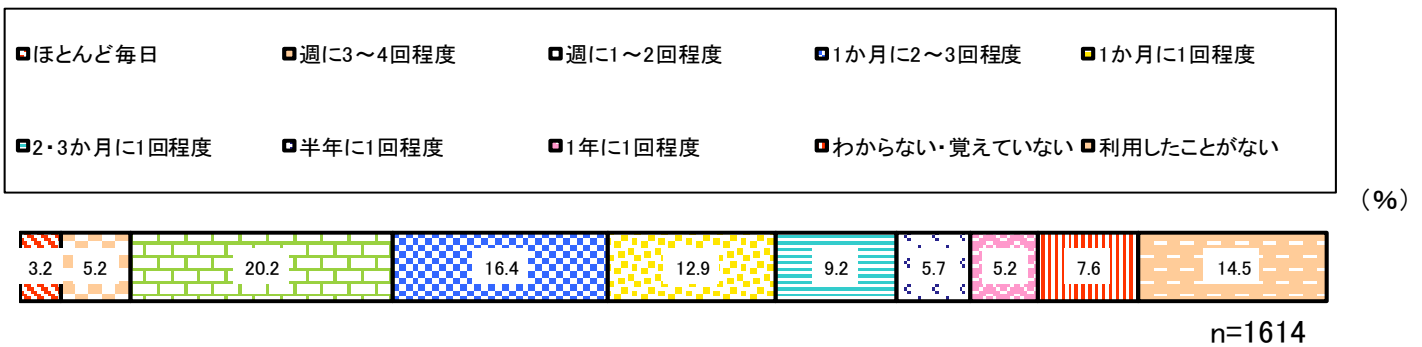 ほとんど毎日 週に3～4回程度 週に1～2回程度 1か月に2～3回程度 1か月に1回程度
2・3か月に1回程度 半年に1回程度 1年に1回程度 わからない・覚えていない 利用したことがない
（%）
3.2 5.2 20.2 16.4 12.9 9.2 5.7 5.2 7.6 14.5
n=1614